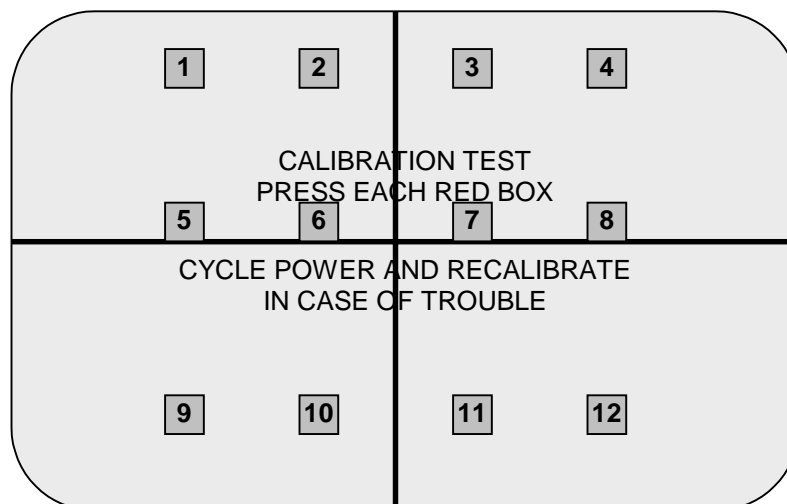 1 2 3 4
CALIBRATION TEST
PRESS EACH RED BOX
5 6 7 8
CYCLE POWER AND RECALIBRATE
IN CASE OF TROUBLE
9 10 11 12